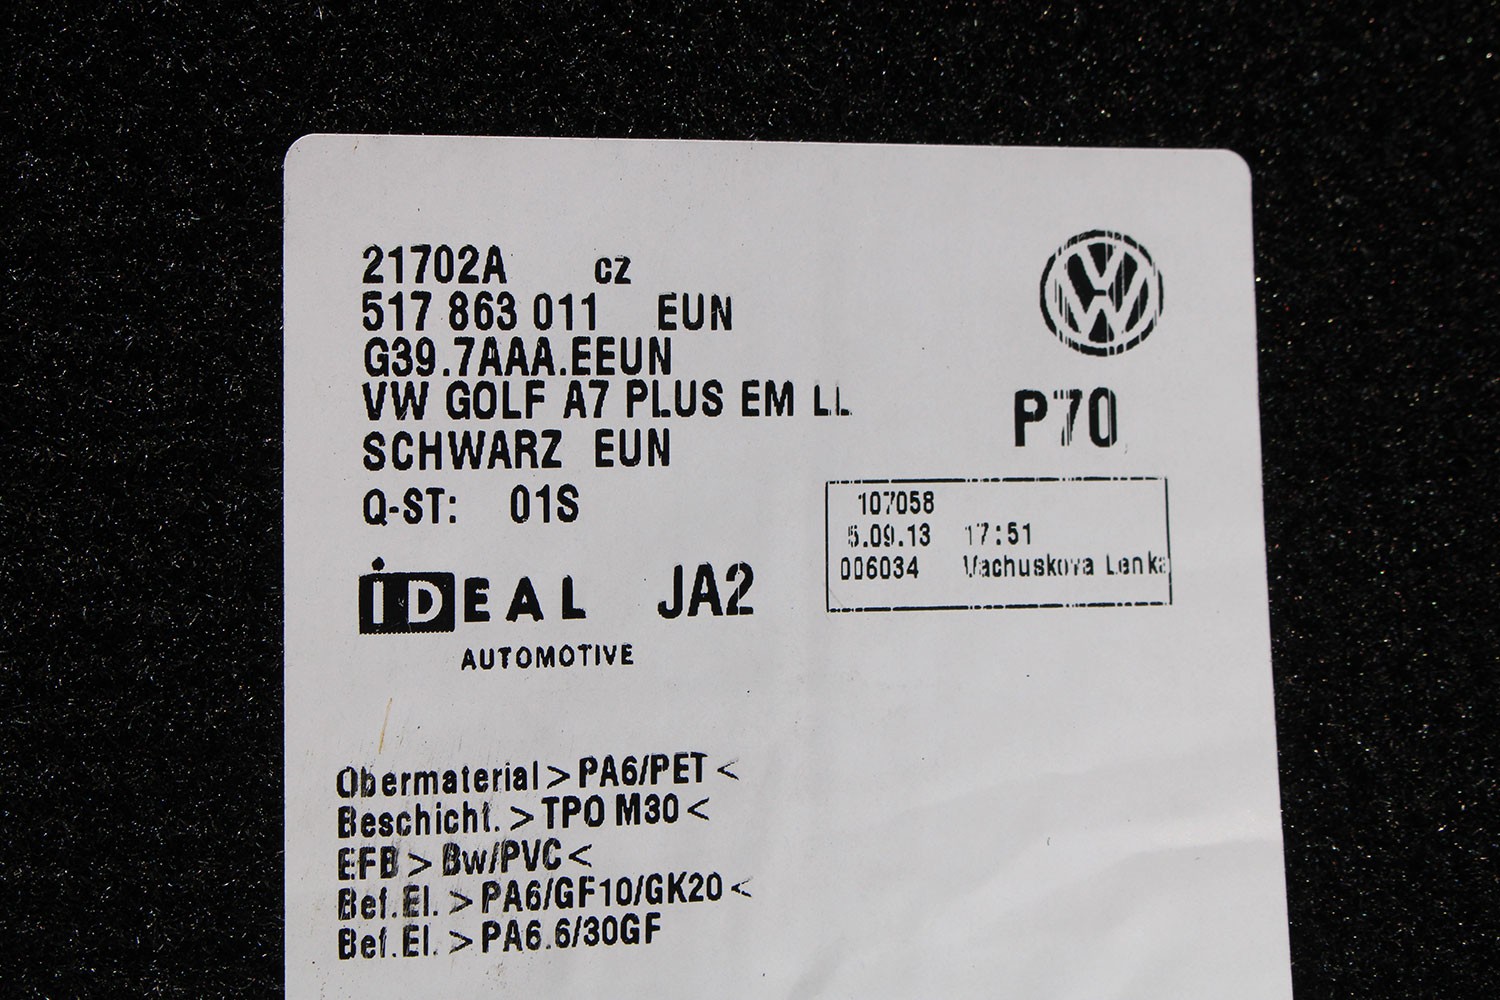 21702A cz
517 863 011 EUN
G39.7AAA.EEUN
VW GOLF A7 PLUS EM LL
SCHWARZ EUN
Q-ST: 01S
VW
P70
107058
5.09.13 17:51
006034 Vachuskova Lenka
iDEAL JA2
AUTOMOTIVE
Obermaterial >PA6/PET<
Beschicht. >TPO M30<
EFB > Bw/PVC<
Bef.El. >PA6/GF10/GK20<
Bef.El. >PA6.6/30GF